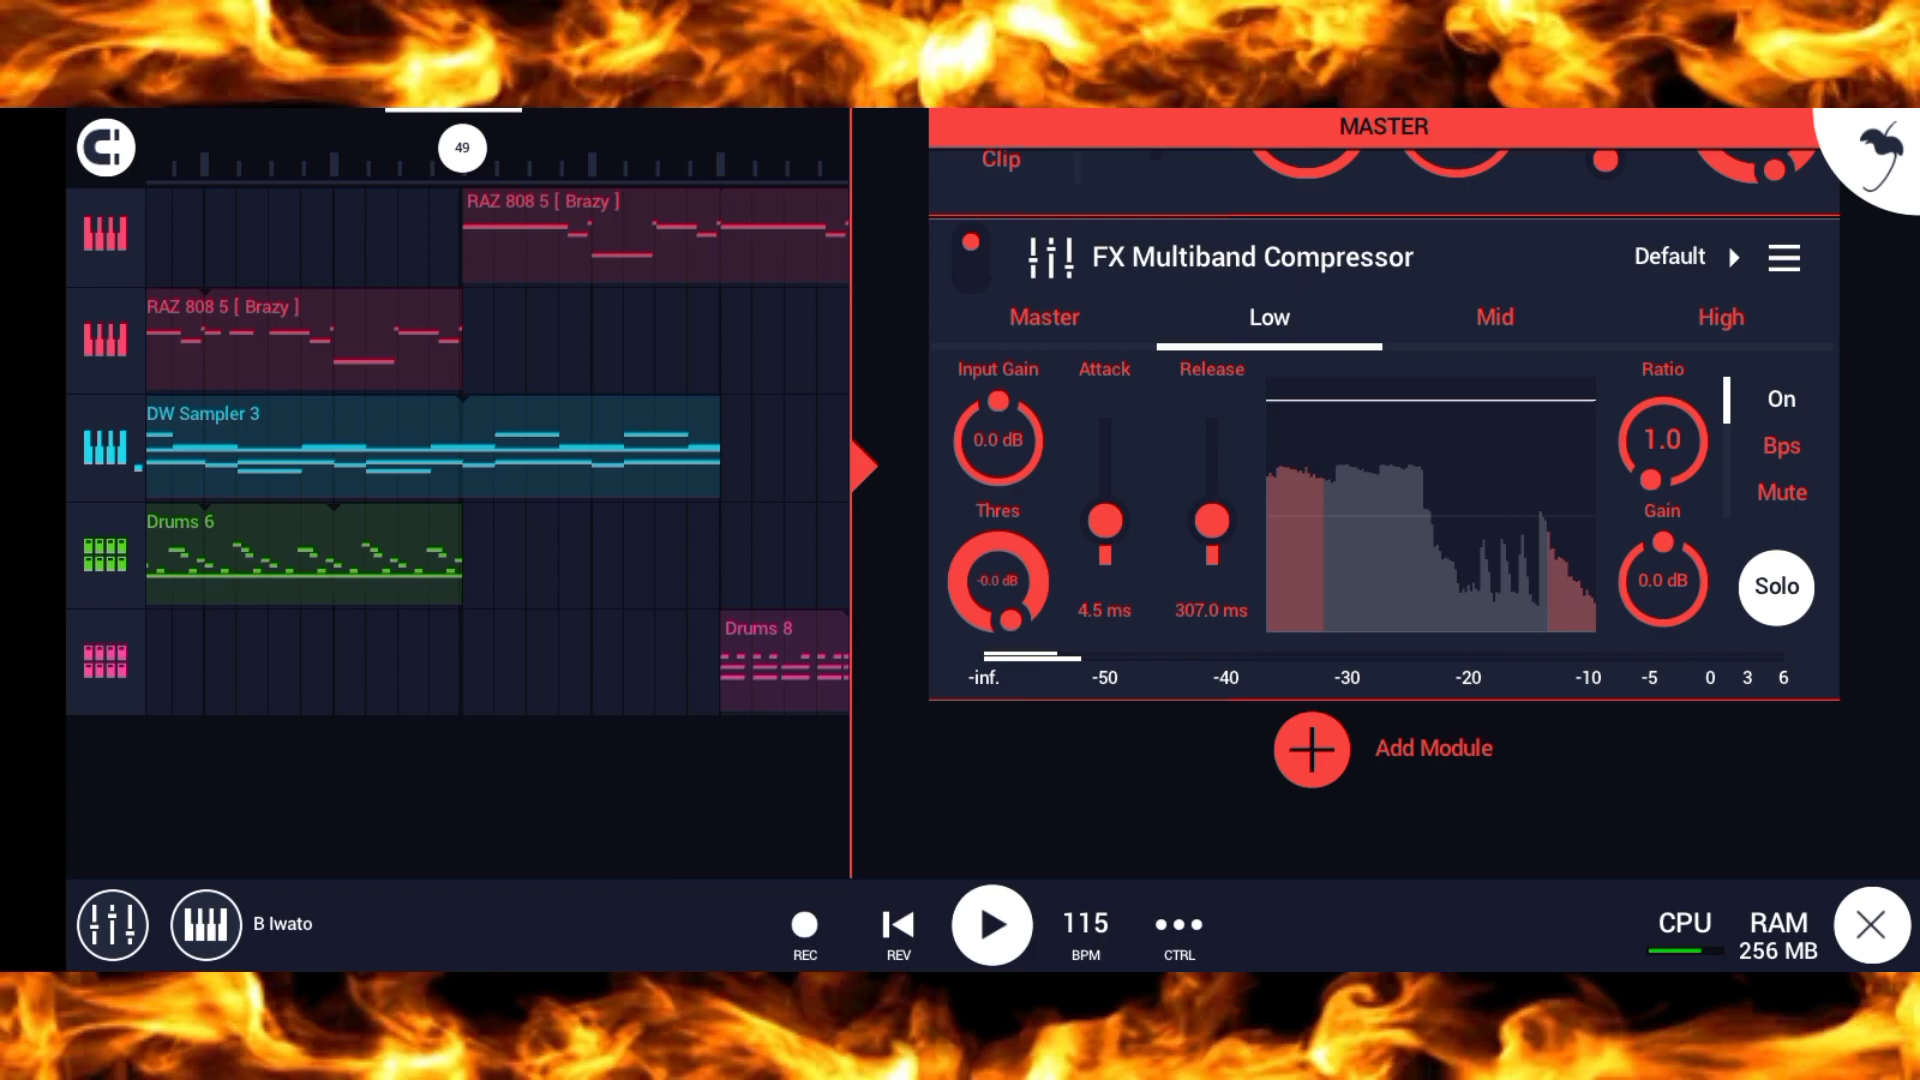 49
RAZ 808 5 [ Brazy ]
RAZ 808 5 [ Brazy ]
DW Sampler 3
Drums 6
Drums 8
MASTER
Clip
FX Multiband Compressor
Default
Master Low Mid High
Input Gain Attack Release Ratio
0.0 dB
1.0
On
Bps
Mute
Thres
Gain
-0.0 dB
0.0 dB
Solo
4.5 ms 307.0 ms
-inf. -50 -40 -30 -20 -10 -5 0 3 6
Add Module
B Iwato
REC
REV
115
BPM
CTRL
CPU
RAM
256 MB